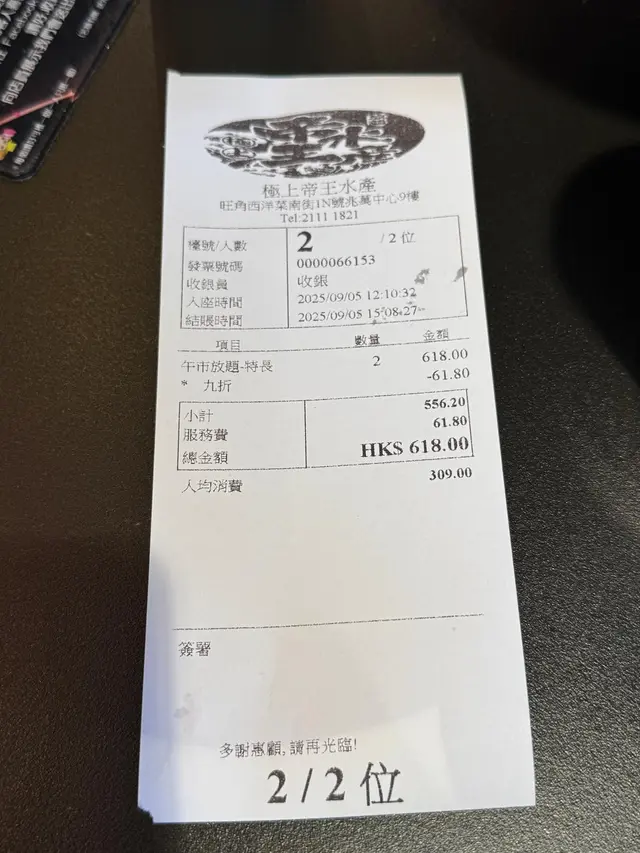 極上帝王水產
旺角西洋菜南街1N號兆萬中心9樓
Tel:2111 1821
檯號/人數 2 / 2 位
發票號碼 0000066153
收銀員 收銀
入座時間 2025/09/05 12:10:32
結賬時間 2025/09/05 15:08:27
項目 數量 金額
午市放題-特長 2 618.00
* 九折 -61.80
小計 556.20
服務費 61.80
總金額 HK$ 618.00
人均消費 309.00
簽署
多謝惠顧, 請再光臨!
2 / 2 位